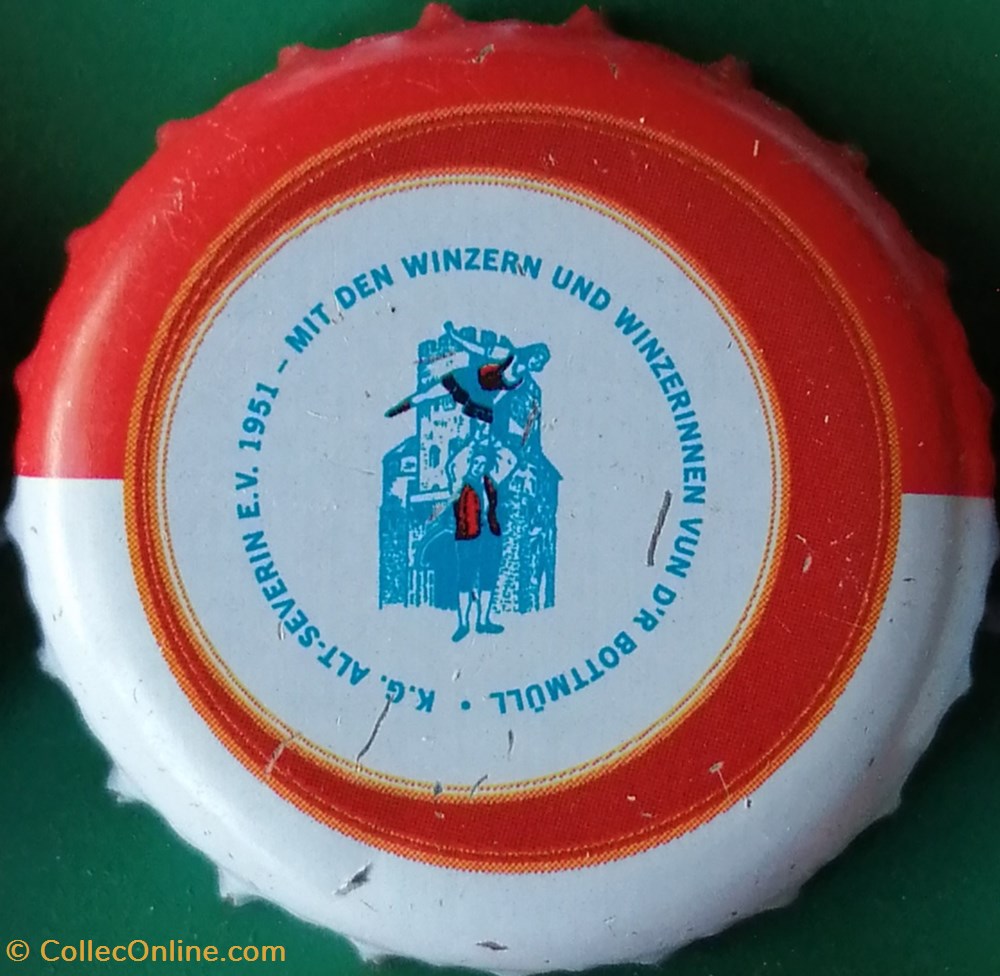 K.G. ALT-SEVERIN E.V. 1951 – MIT DEN WINZERN UND WINZERINNEN VUN D'R BOTTMÜLL •
© CollecOnline.com